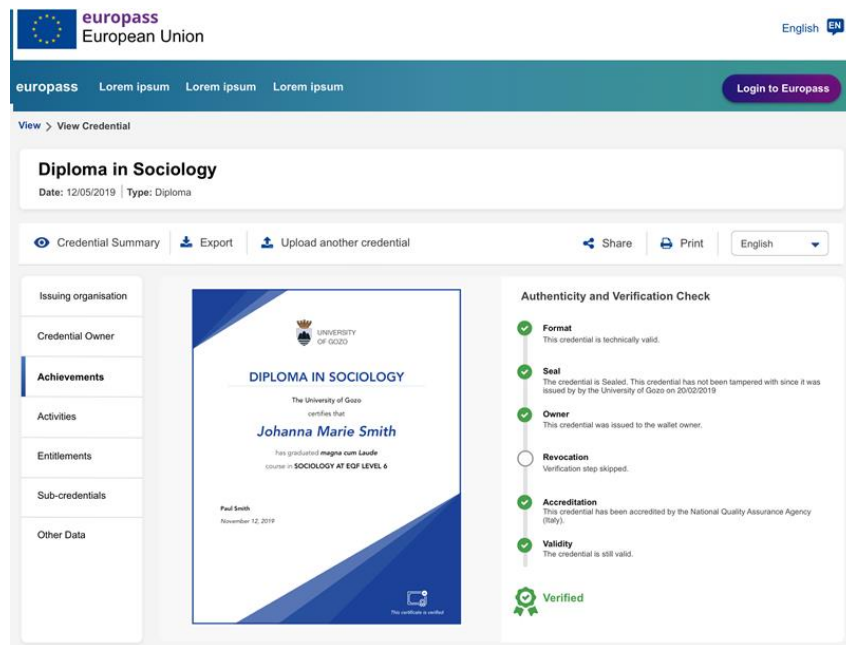 europass
European Union
English EN
europass Lorem ipsum Lorem ipsum Lorem ipsum Login to Europass
View > View Credential
Diploma in Sociology
Date: 12/05/2019 | Type: Diploma
Credential Summary Export Upload another credential Share Print English
Issuing organisation
Credential Owner
Achievements
Activities
Entitlements
Sub-credentials
Other Data
UNIVERSITY
OF GOZO
DIPLOMA IN SOCIOLOGY
The University of Gozo
certifies that
Johanna Marie Smith
has graduated magna cum Laude
course in SOCIOLOGY AT EQF LEVEL 6
Paul Smith
November 12, 2019
This certificate is verified
Authenticity and Verification Check
Format
This credential is technically valid.
Seal
The credential is Sealed. This credential has not been tampered with since it was
issued by by the University of Gozo on 20/02/2019
Owner
This credential was issued to the wallet owner.
Revocation
Verification step skipped.
Accreditation
This credential has been accredited by the National Quality Assurance Agency
(Italy).
Validity
The credential is still valid.
Verified